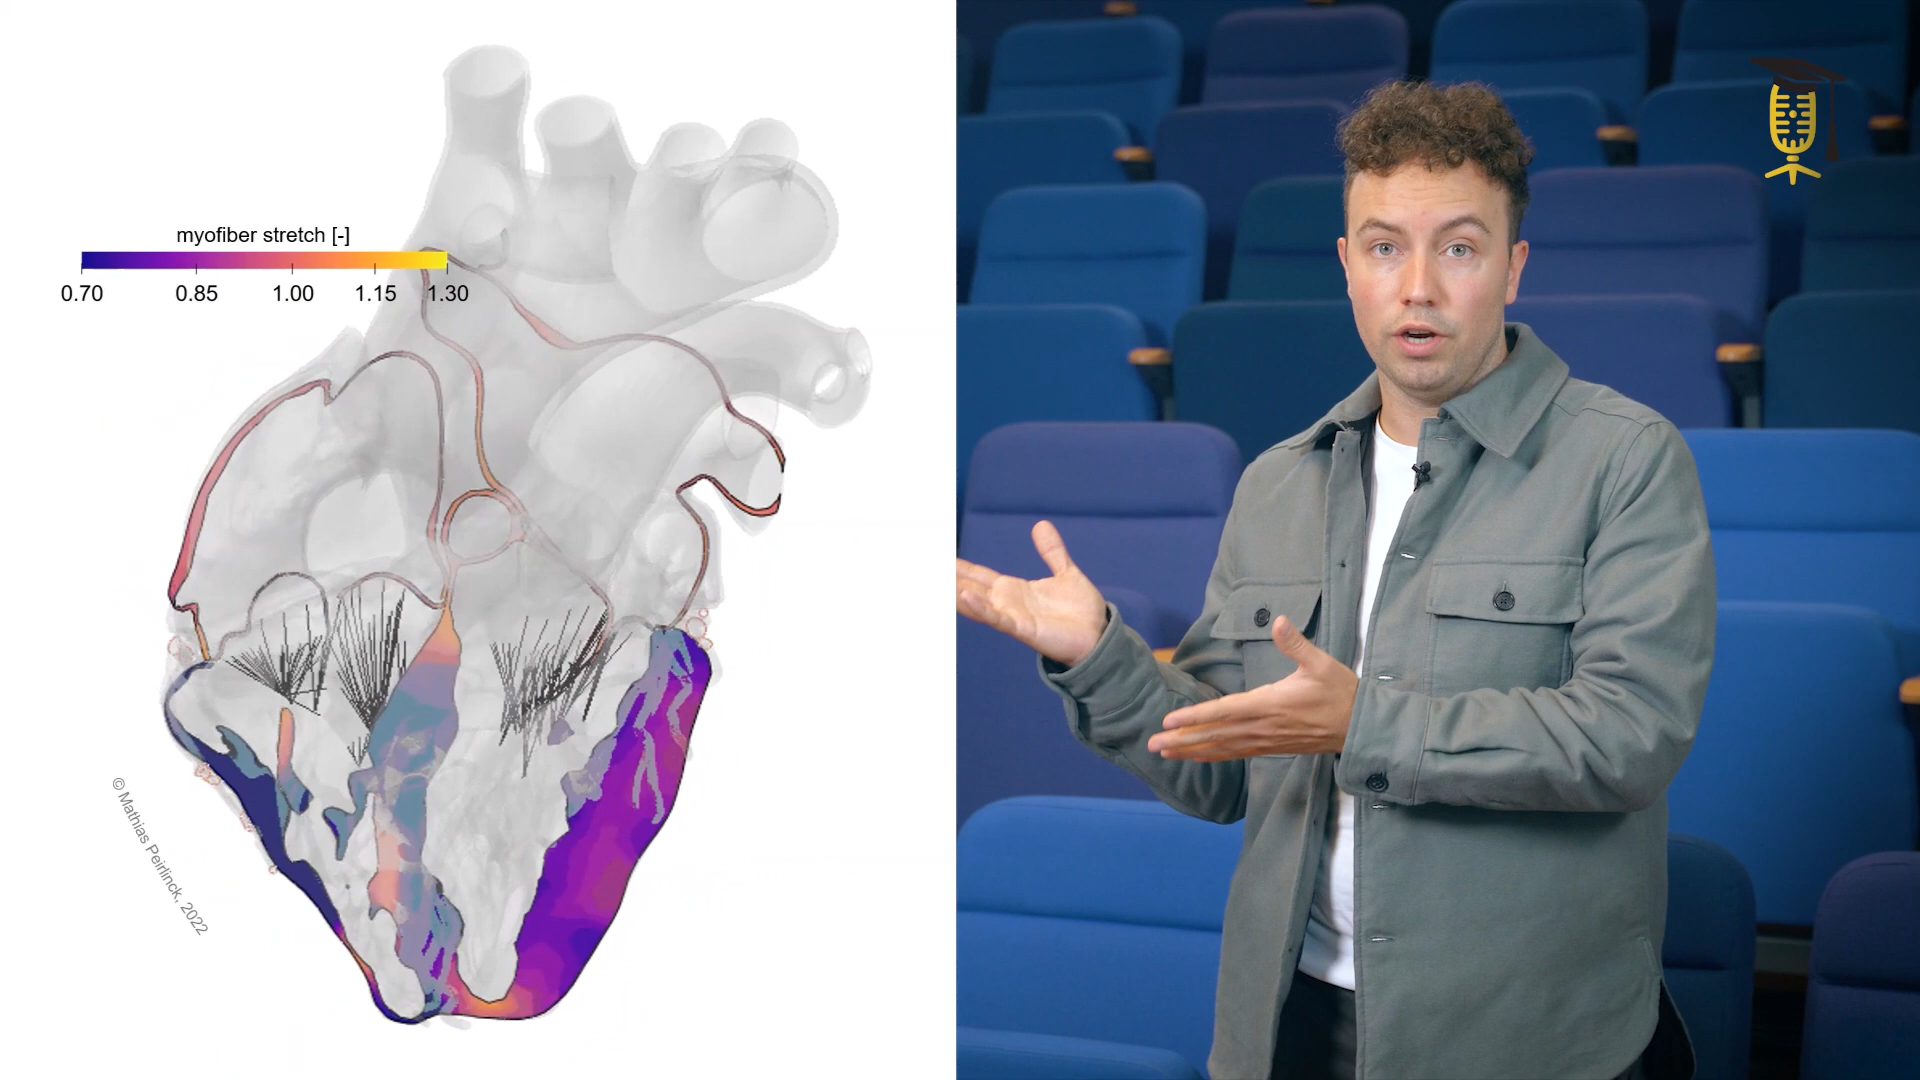 myofiber stretch [-]
0.70 0.85 1.00 1.15 1.30
© Mathias Peirlinck, 2022